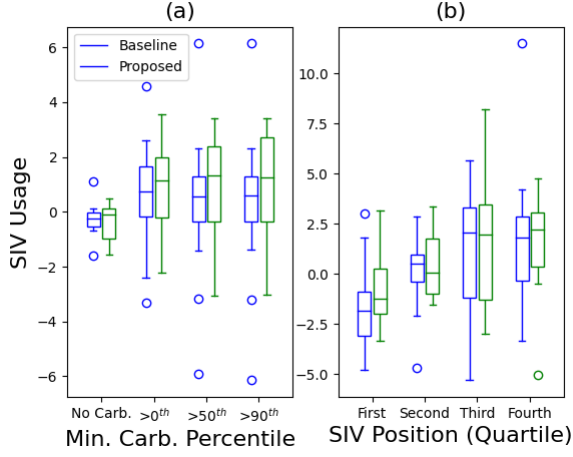 (a)
(b)
Baseline
Proposed
6
4
2
0
−2
−4
−6
SIV Usage
No Carb.
>0th
>50th
>90th
Min. Carb. Percentile
10.0
7.5
5.0
2.5
0.0
−2.5
−5.0
First
Second
Third
Fourth
SIV Position (Quartile)